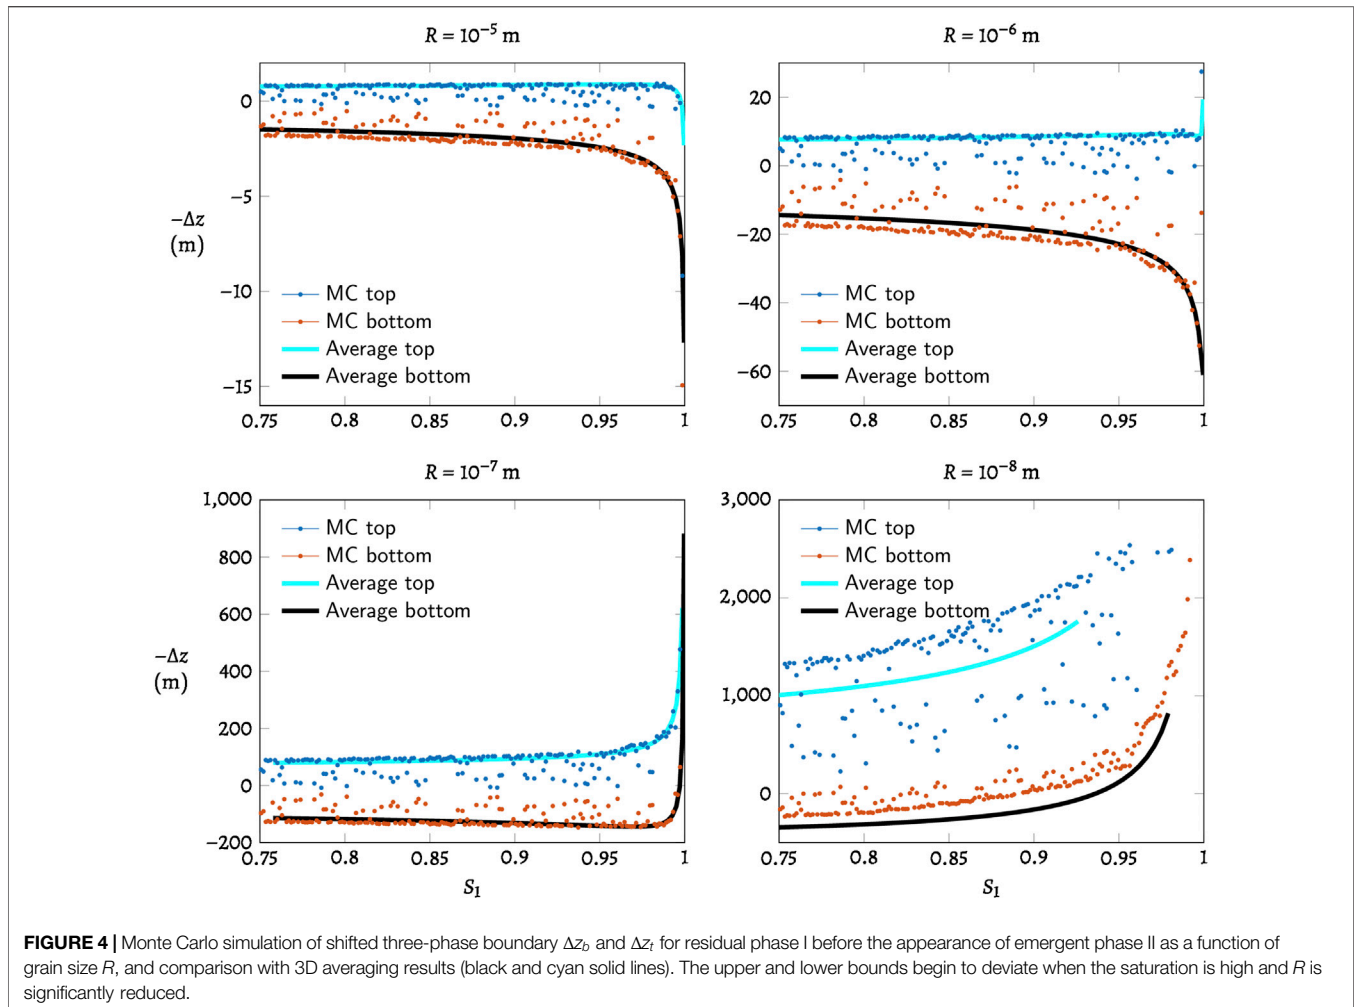 R = 10⁻⁵ m
0
−5
−10
−15
−Δz
(m)
MC top
MC bottom
Average top
Average bottom
0.75 0.8 0.85 0.9 0.95 1
R = 10⁻⁶ m
20
0
−20
−40
−60
MC top
MC bottom
Average top
Average bottom
0.75 0.8 0.85 0.9 0.95 1
R = 10⁻⁷ m
1,000
800
600
400
200
0
−200
−Δz
(m)
MC top
MC bottom
Average top
Average bottom
0.75 0.8 0.85 0.9 0.95 1
S_I
R = 10⁻⁸ m
3,000
2,000
1,000
0
MC top
MC bottom
Average top
Average bottom
0.75 0.8 0.85 0.9 0.95 1
S_I
FIGURE 4 | Monte Carlo simulation of shifted three-phase boundary Δz_b and Δz_t for residual phase I before the appearance of emergent phase II as a function of
grain size R, and comparison with 3D averaging results (black and cyan solid lines). The upper and lower bounds begin to deviate when the saturation is high and R is
significantly reduced.